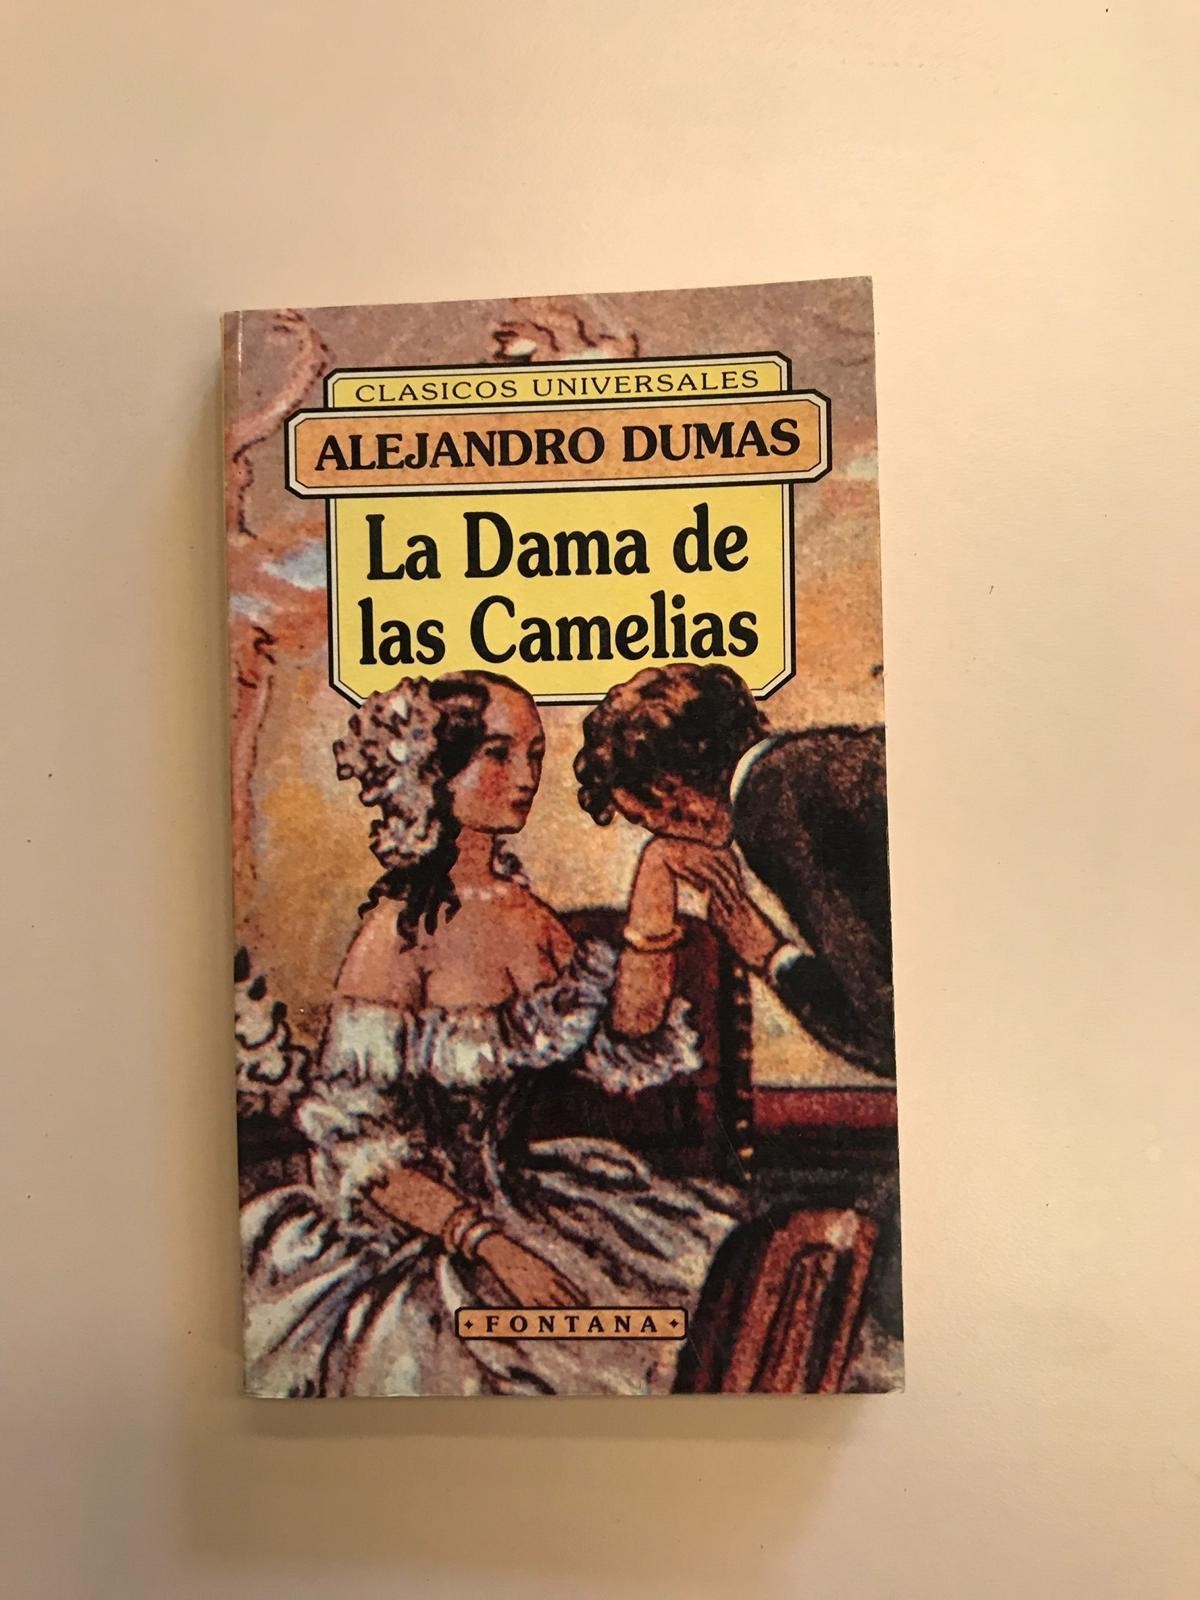 CLASICOS UNIVERSALES
ALEJANDRO DUMAS
La Dama de
las Camelias
FONTANA